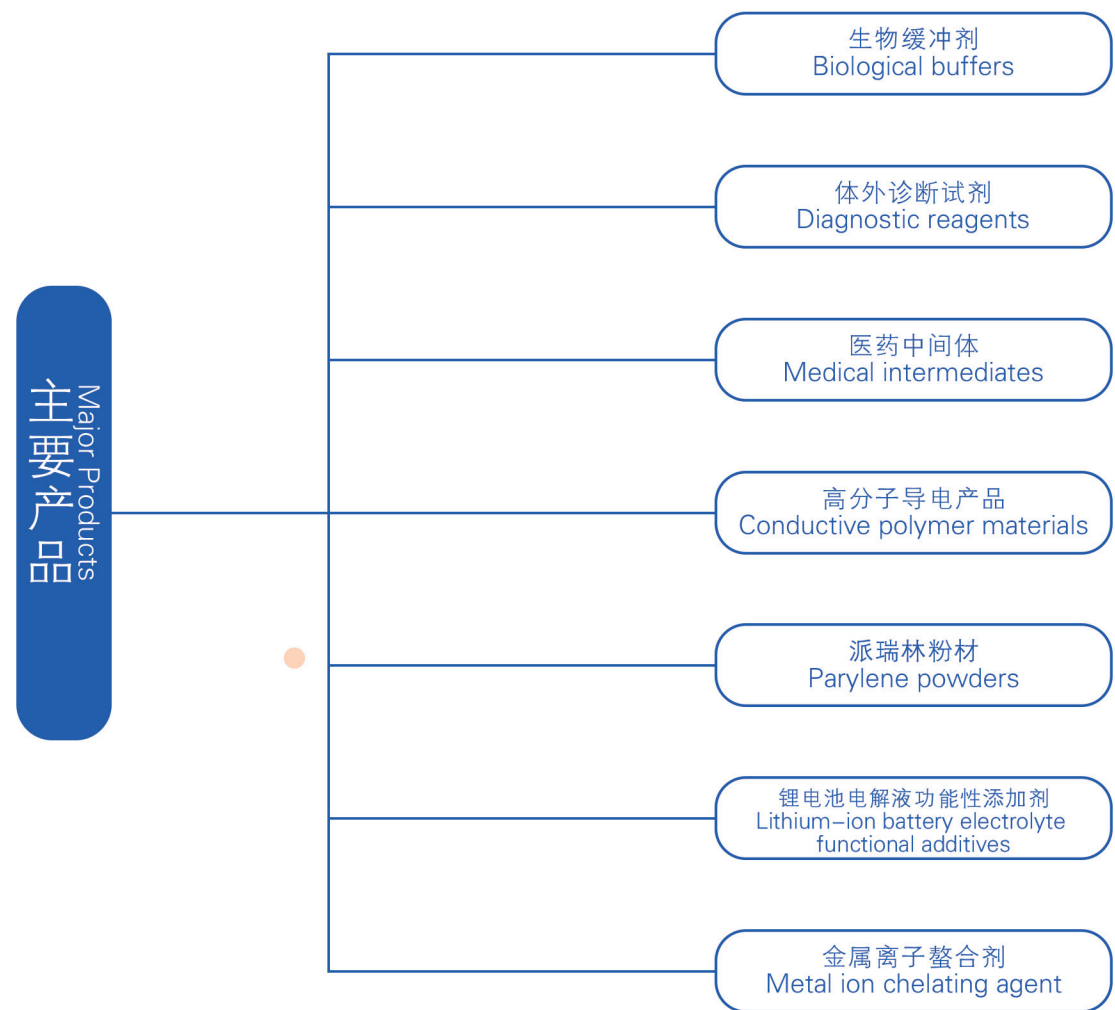 主要产品
Major Products
生物缓冲剂
Biological buffers
体外诊断试剂
Diagnostic reagents
医药中间体
Medical intermediates
高分子导电产品
Conductive polymer materials
派瑞林粉材
Parylene powders
锂电池电解液功能性添加剂
Lithium–ion battery electrolyte
functional additives
金属离子螯合剂
Metal ion chelating agent